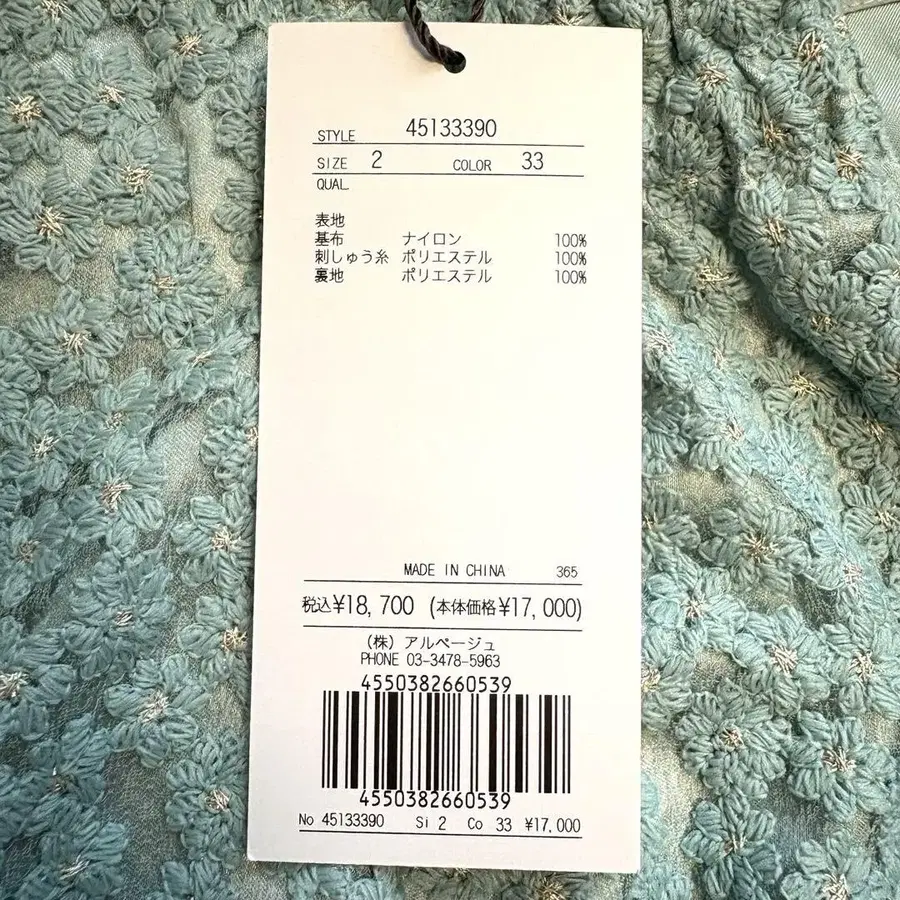 STYLE 45133390
SIZE 2 COLOR 33
QUAL.
表地
基布 ナイロン 100%
刺しゅう糸 ポリエステル 100%
裏地 ポリエステル 100%
MADE IN CHINA 365
税込¥18,700 (本体価格¥17,000)
(株) アルページュ
PHONE 03-3478-5963
4550382660539
4550382660539
No 45133390 Si 2 Co 33 ¥17,000